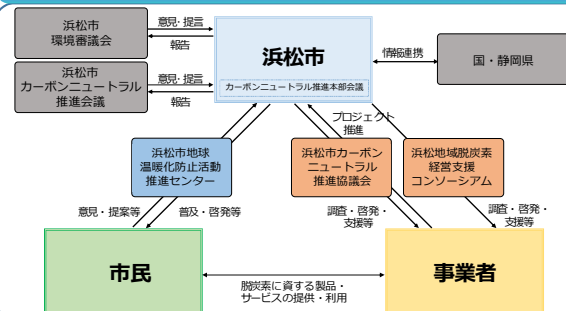 浜松市
環境審議会
意見・提言
報告
浜松市
カーボンニュートラル推進本部会議
情報連携
国・静岡県
浜松市
カーボンニュートラル
推進会議
意見・提言
報告
プロジェクト
推進
浜松市地球
温暖化防止活動
推進センター
浜松市カーボン
ニュートラル
推進協議会
浜松地域脱炭素
経営支援
コンソーシアム
意見・提案等
普及・啓発等
調査・啓発・
支援等
調査・啓発・
支援等
市民
事業者
脱炭素に資する製品・
サービスの提供・利用